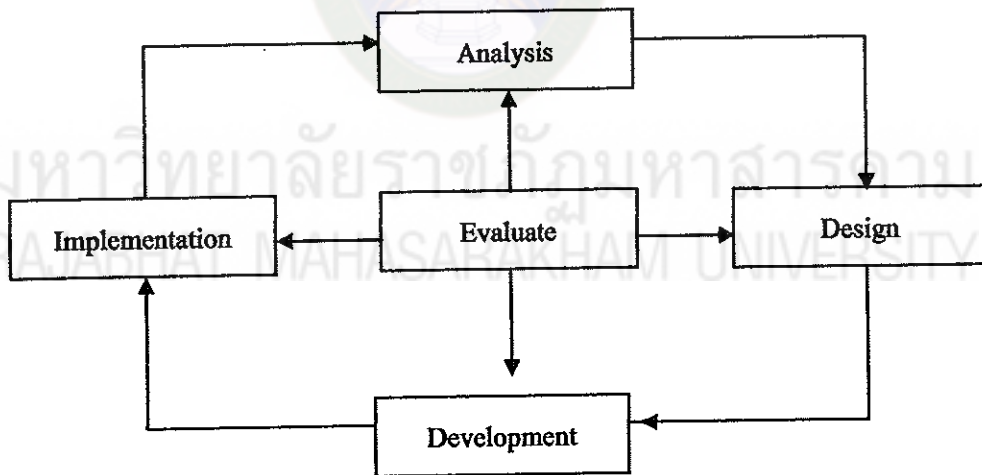 Analysis
มหาวิทยาลัยราชภัฏมหาสารคาม
Implementation
Evaluate
Design
RAJABHAT MAHASARAKHAM UNIVERSITY
Development